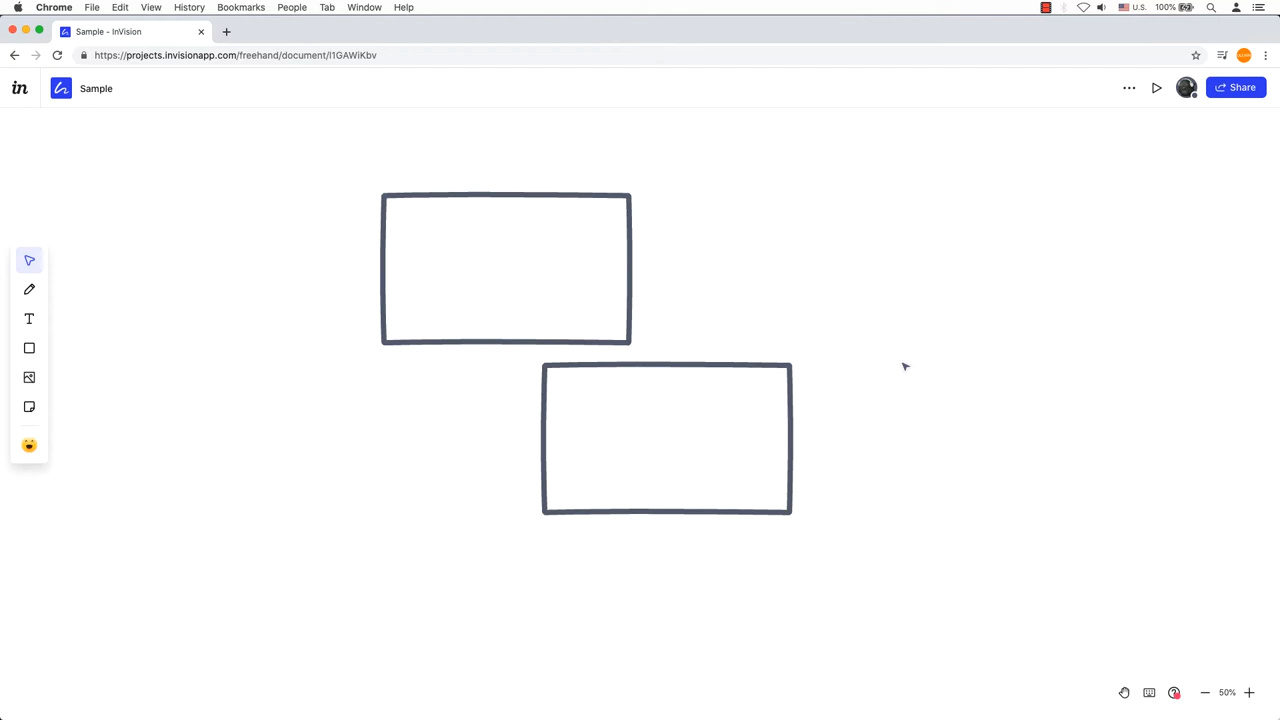 Chrome File Edit View History Bookmarks People Tab Window Help U.S. 100%
Sample - InVision
https://projects.invisionapp.com/freehand/document/I1GAWiKbv
in Sample Share
T
50%